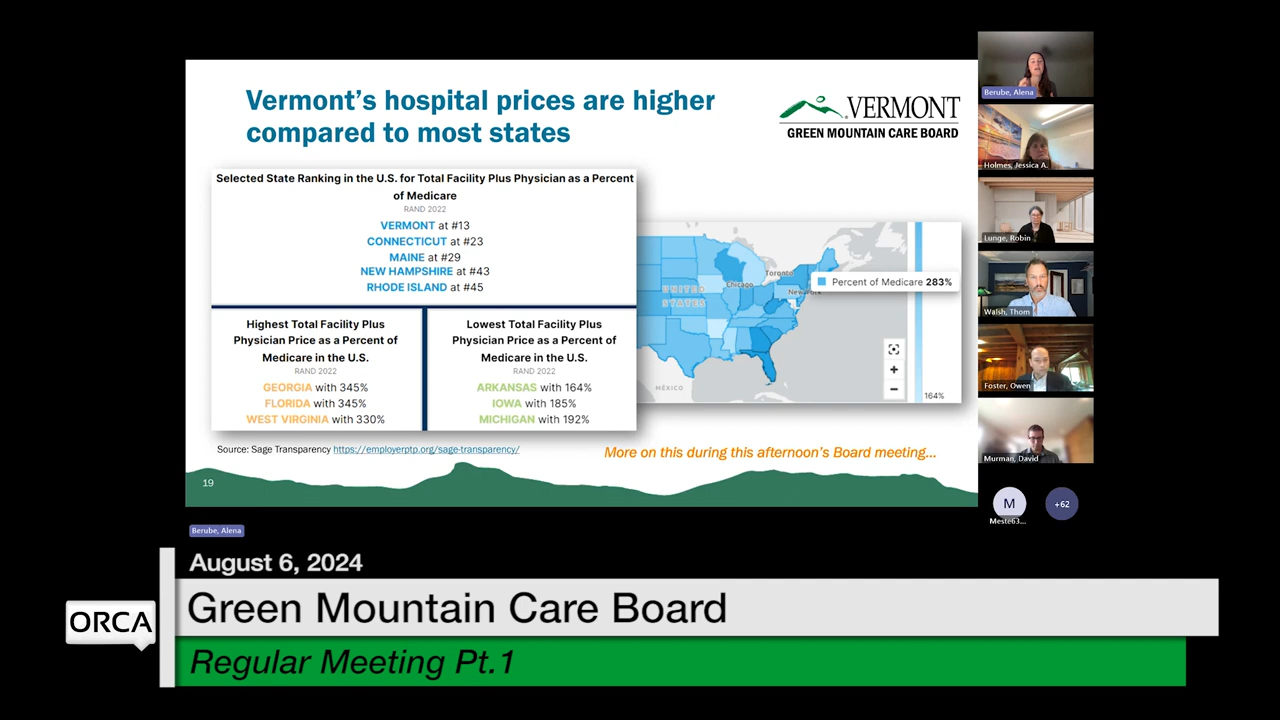 Vermont's hospital prices are higher
compared to most states
VERMONT
GREEN MOUNTAIN CARE BOARD
Selected State Ranking in the U.S. for Total Facility Plus Physician as a Percent
of Medicare
RAND 2022
VERMONT at #13
CONNECTICUT at #23
MAINE at #29
NEW HAMPSHIRE at #43
RHODE ISLAND at #45
Highest Total Facility Plus
Physician Price as a Percent of
Medicare in the U.S.
RAND 2022
GEORGIA with 345%
FLORIDA with 345%
WEST VIRGINIA with 330%
Lowest Total Facility Plus
Physician Price as a Percent of
Medicare in the U.S.
RAND 2022
ARKANSAS with 164%
IOWA with 185%
MICHIGAN with 192%
UNITED
STATES
Chicago
Toronto
New York
MÉXICO
Percent of Medicare 283%
+
−
164%
Source: Sage Transparency https://employerptp.org/sage-transparency/
More on this during this afternoon's Board meeting...
19
Berube, Alena
Holmes, Jessica A.
Lunge, Robin
Walsh, Thom
Foster, Owen
Murman, David
M
Meste63...
+62
Berube, Alena
August 6, 2024
ORCA
Green Mountain Care Board
Regular Meeting Pt.1